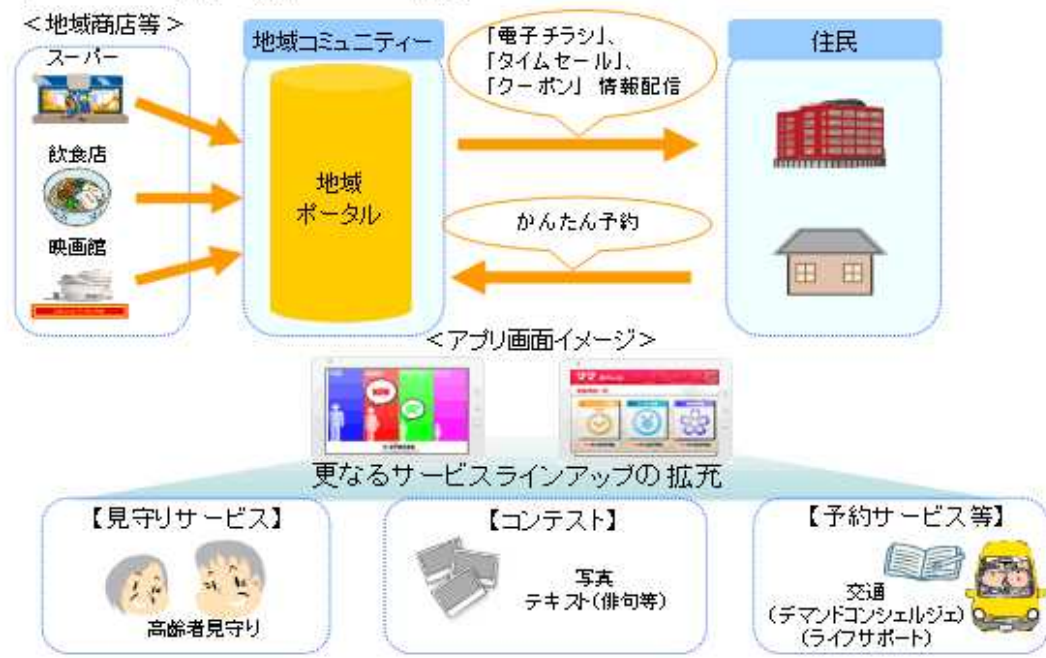 <地域商店等>
スーパー
飲食店
映画館
地域コミュニティー
地域
ポータル
「電子チラシ」、
「タイムセール」、
「クーポン」 情報配信
かんたん予約
住民
<アプリ画面イメージ>
更なるサービスラインアップの拡充
【見守りサービス】
高齢者見守り
【コンテスト】
写真
テキスト(俳句等)
【予約サービス等】
交通
(デマンドコンシェルジェ)
(ライフサポート)